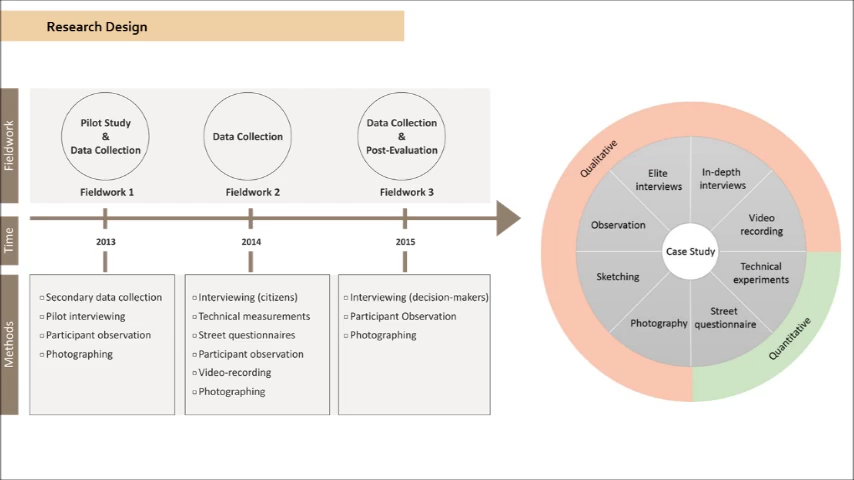 Research Design
Fieldwork
Pilot Study
&
Data Collection
Fieldwork 1
Data Collection
Fieldwork 2
Data Collection
&
Post-Evaluation
Fieldwork 3
Time
2013
2014
2015
Methods
▫Secondary data collection
▫Pilot interviewing
▫Participant observation
▫Photographing
▫Interviewing (citizens)
▫Technical measurements
▫Street questionnaires
▫Participant observation
▫Video-recording
▫Photographing
▫Interviewing (decision-makers)
▫Participant Observation
▫Photographing
Qualitative
Quantitative
Case Study
Elite
interviews
In-depth
interviews
Video
recording
Technical
experiments
Street
questionnaire
Photography
Sketching
Observation